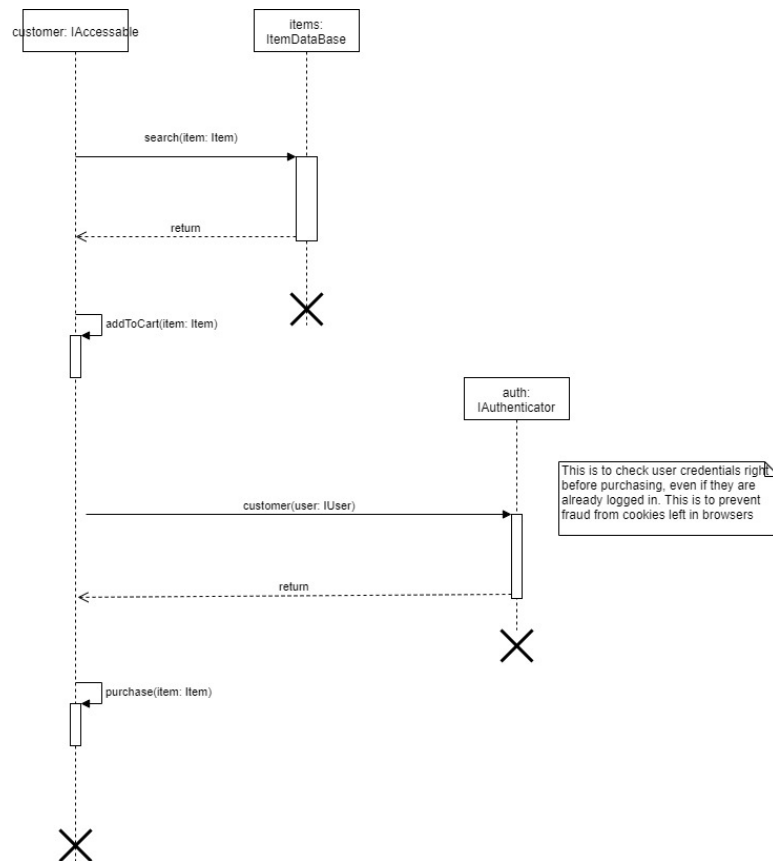 customer: IAccessable
items:
ItemDataBase
search(item: Item)
return
addToCart(item: Item)
auth:
IAuthenticator
This is to check user credentials right
before purchasing, even if they are
already logged in. This is to prevent
fraud from cookies left in browsers
customer(user: IUser)
return
purchase(item: Item)